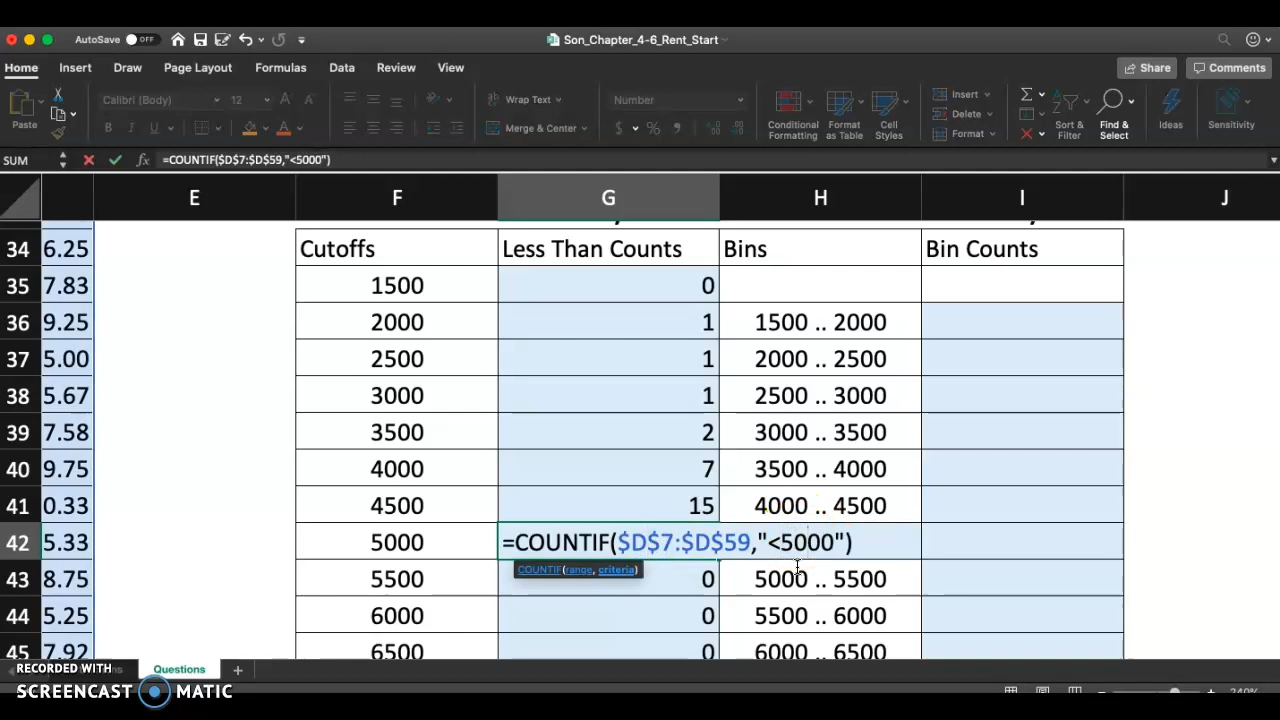 AutoSave OFF Son_Chapter_4-6_Rent_Start
Home Insert Draw Page Layout Formulas Data Review View Share Comments
Paste Calibri (Body) 12 Wrap Text Merge & Center Number Conditional Formatting Format as Table Cell Styles Insert Delete Format Sort & Filter Find & Select Ideas Sensitivity
SUM fx =COUNTIF($D$7:$D$59,"<5000")
E F G H I J
34 6.25 Cutoffs Less Than Counts Bins Bin Counts
35 7.83 1500 0
36 9.25 2000 1 1500 .. 2000
37 5.00 2500 1 2000 .. 2500
38 5.67 3000 1 2500 .. 3000
39 7.58 3500 2 3000 .. 3500
40 9.75 4000 7 3500 .. 4000
41 0.33 4500 15 4000 .. 4500
42 5.33 5000 =COUNTIF($D$7:$D$59,"<5000")
COUNTIF(range, criteria)
43 8.75 5500 0 5000 .. 5500
44 5.25 6000 0 5500 .. 6000
45 7.92 6500 0 6000 .. 6500
RECORDED WITH Questions
SCREENCAST MATIC
240%